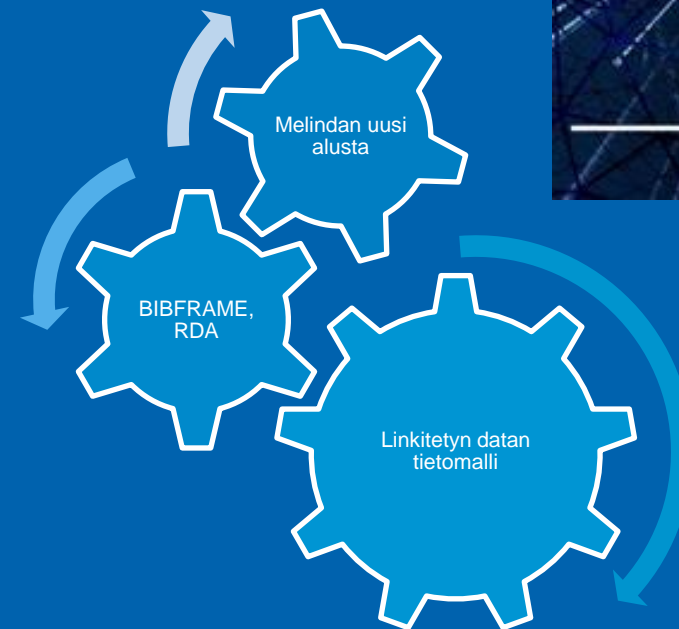 Melindan uusi
alusta
BIBFRAME,
RDA
Linkitetyn datan
tietomalli